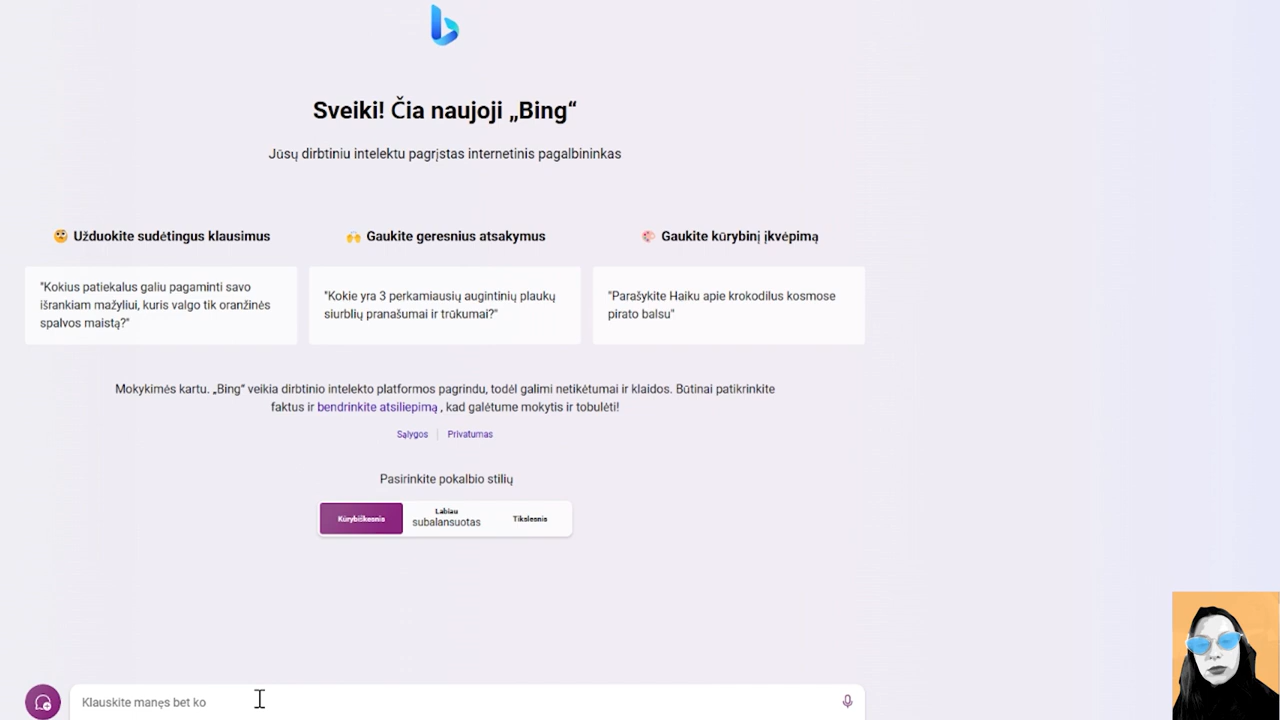 Sveiki! Čia naujoji „Bing“
Jūsų dirbtiniu intelektu pagrįstas internetinis pagalbininkas
Užduokite sudėtingus klausimus
"Kokius patiekalus galiu pagaminti savo
išrankiam mažyliui, kuris valgo tik oranžinės
spalvos maistą?"
Gaukite geresnius atsakymus
"Kokie yra 3 perkamiausių augintinių plaukų
siurblių pranašumai ir trūkumai?"
Gaukite kūrybinį įkvėpimą
"Parašykite Haiku apie krokodilus kosmose
pirato balsu"
Mokykimės kartu. „Bing“ veikia dirbtinio intelekto platformos pagrindu, todėl galimi netikėtumai ir klaidos. Būtinai patikrinkite
faktus ir bendrinkite atsiliepimą , kad galėtume mokytis ir tobulėti!
Sąlygos Privatumas
Pasirinkite pokalbio stilių
Kūrybiškesnis
Labiau
subalansuotas
Tikslesnis
Klauskite manęs bet ko